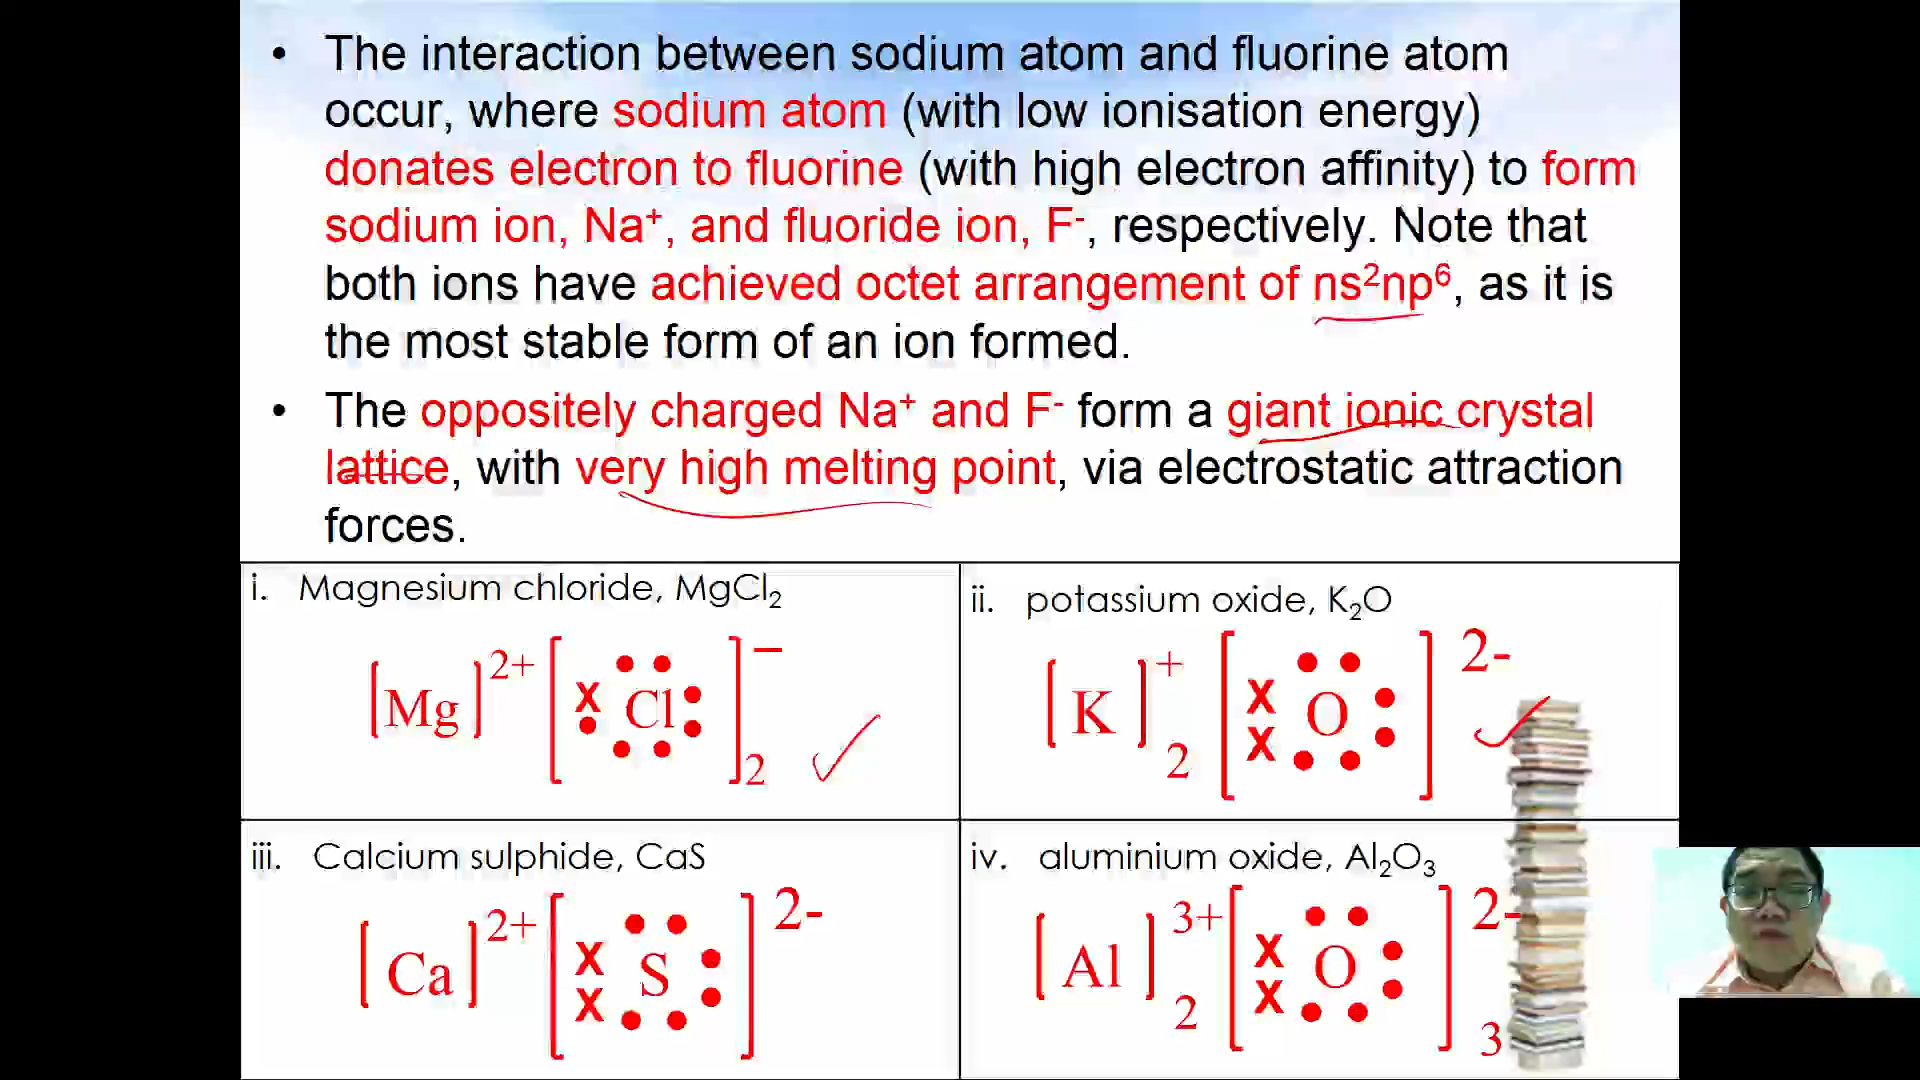 • The interaction between sodium atom and fluorine atom
occur, where sodium atom (with low ionisation energy)
donates electron to fluorine (with high electron affinity) to form
sodium ion, Na⁺, and fluoride ion, F⁻, respectively. Note that
both ions have achieved octet arrangement of ns²np⁶, as it is
the most stable form of an ion formed.
• The oppositely charged Na⁺ and F⁻ form a giant ionic crystal
lattice, with very high melting point, via electrostatic attraction
forces.
i. Magnesium chloride, MgCl₂
[Mg]²⁺ [x Cl]⁻₂
ii. potassium oxide, K₂O
[K]⁺₂ [x x O]²⁻
iii. Calcium sulphide, CaS
[Ca]²⁺ [x x S]²⁻
iv. aluminium oxide, Al₂O₃
[Al]³⁺₂ [x x O]²⁻₃